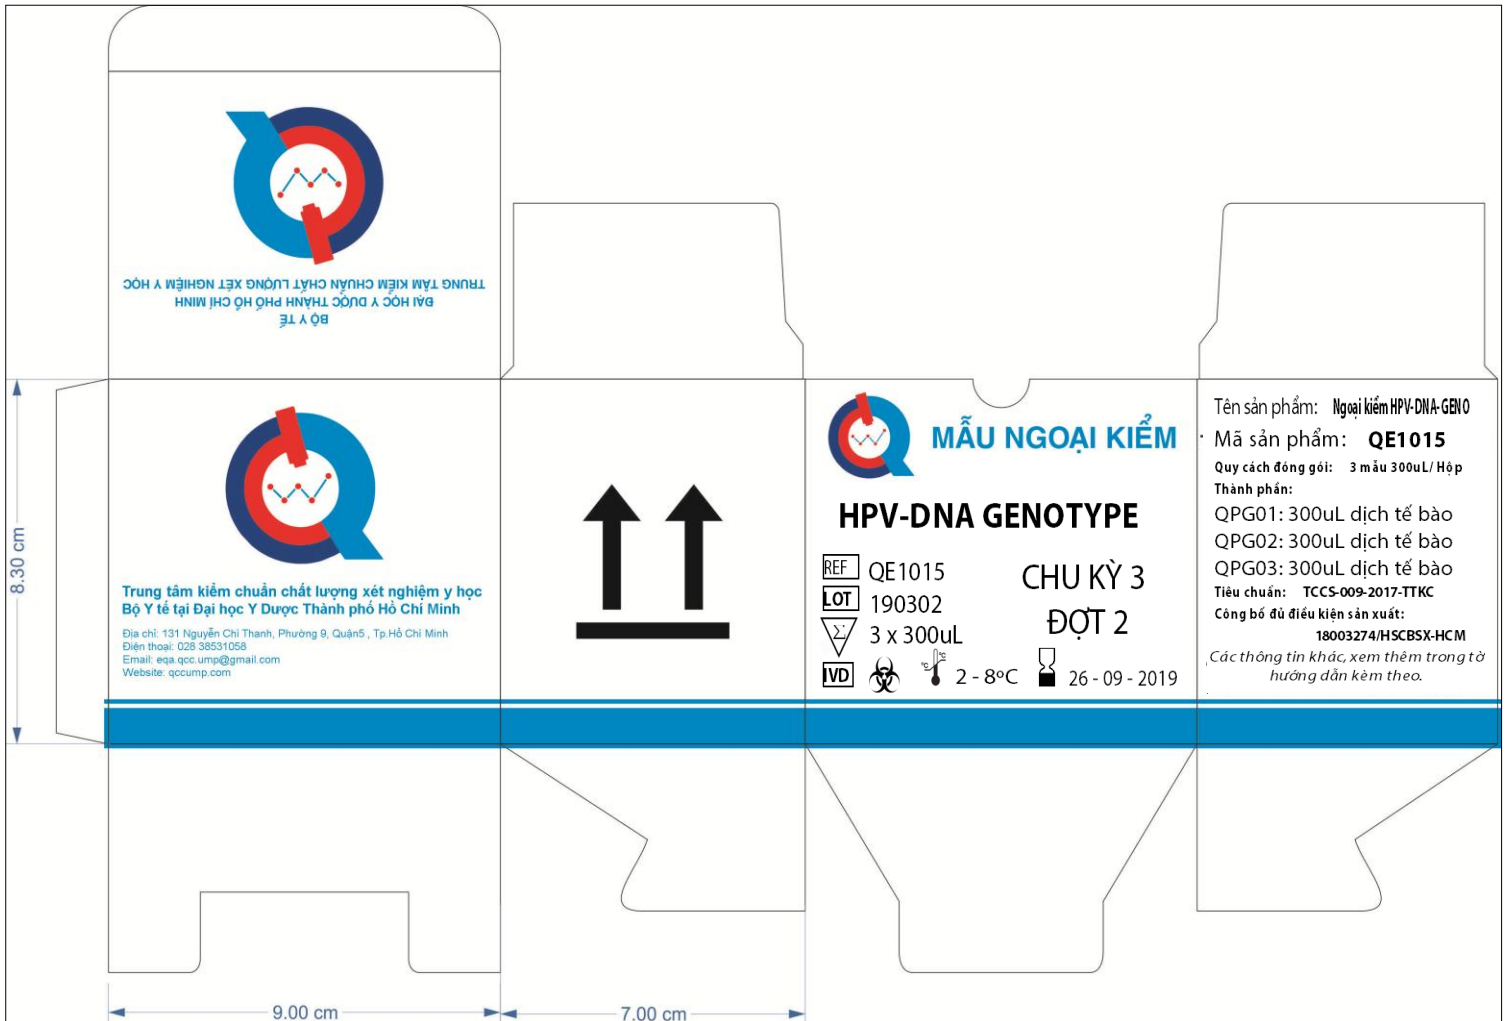 BỘ Y TẾ
ĐẠI HỌC Y DƯỢC THÀNH PHỐ HỒ CHÍ MINH
TRUNG TÂM KIỂM CHUẨN CHẤT LƯỢNG XÉT NGHIỆM Y HỌC
8.30 cm
Trung tâm kiểm chuẩn chất lượng xét nghiệm y học
Bộ Y tế tại Đại học Y Dược Thành phố Hồ Chí Minh
Địa chỉ: 131 Nguyễn Chí Thanh, Phường 9, Quận5 , Tp.Hồ Chí Minh
Điện thoại: 028 38531058
Email: eqa.qcc.ump@gmail.com
Website: qccump.com
MẪU NGOẠI KIỂM
HPV-DNA GENOTYPE
REF QE1015
LOT 190302
Σ 3 x 300uL
CHU KỲ 3
ĐỢT 2
IVD °C °C 2 - 8ºC 26 - 09 - 2019
Tên sản phẩm: Ngoại kiểm HPV-DNA-GENO
Mã sản phẩm: QE1015
Quy cách đóng gói: 3 mẫu 300uL/ Hộp
Thành phần:
QPG01: 300uL dịch tế bào
QPG02: 300uL dịch tế bào
QPG03: 300uL dịch tế bào
Tiêu chuẩn: TCCS-009-2017-TTKC
Công bố đủ điều kiện sản xuất:
18003274/HSCBSX-HCM
Các thông tin khác, xem thêm trong tờ
hướng dẫn kèm theo.
9.00 cm
7.00 cm